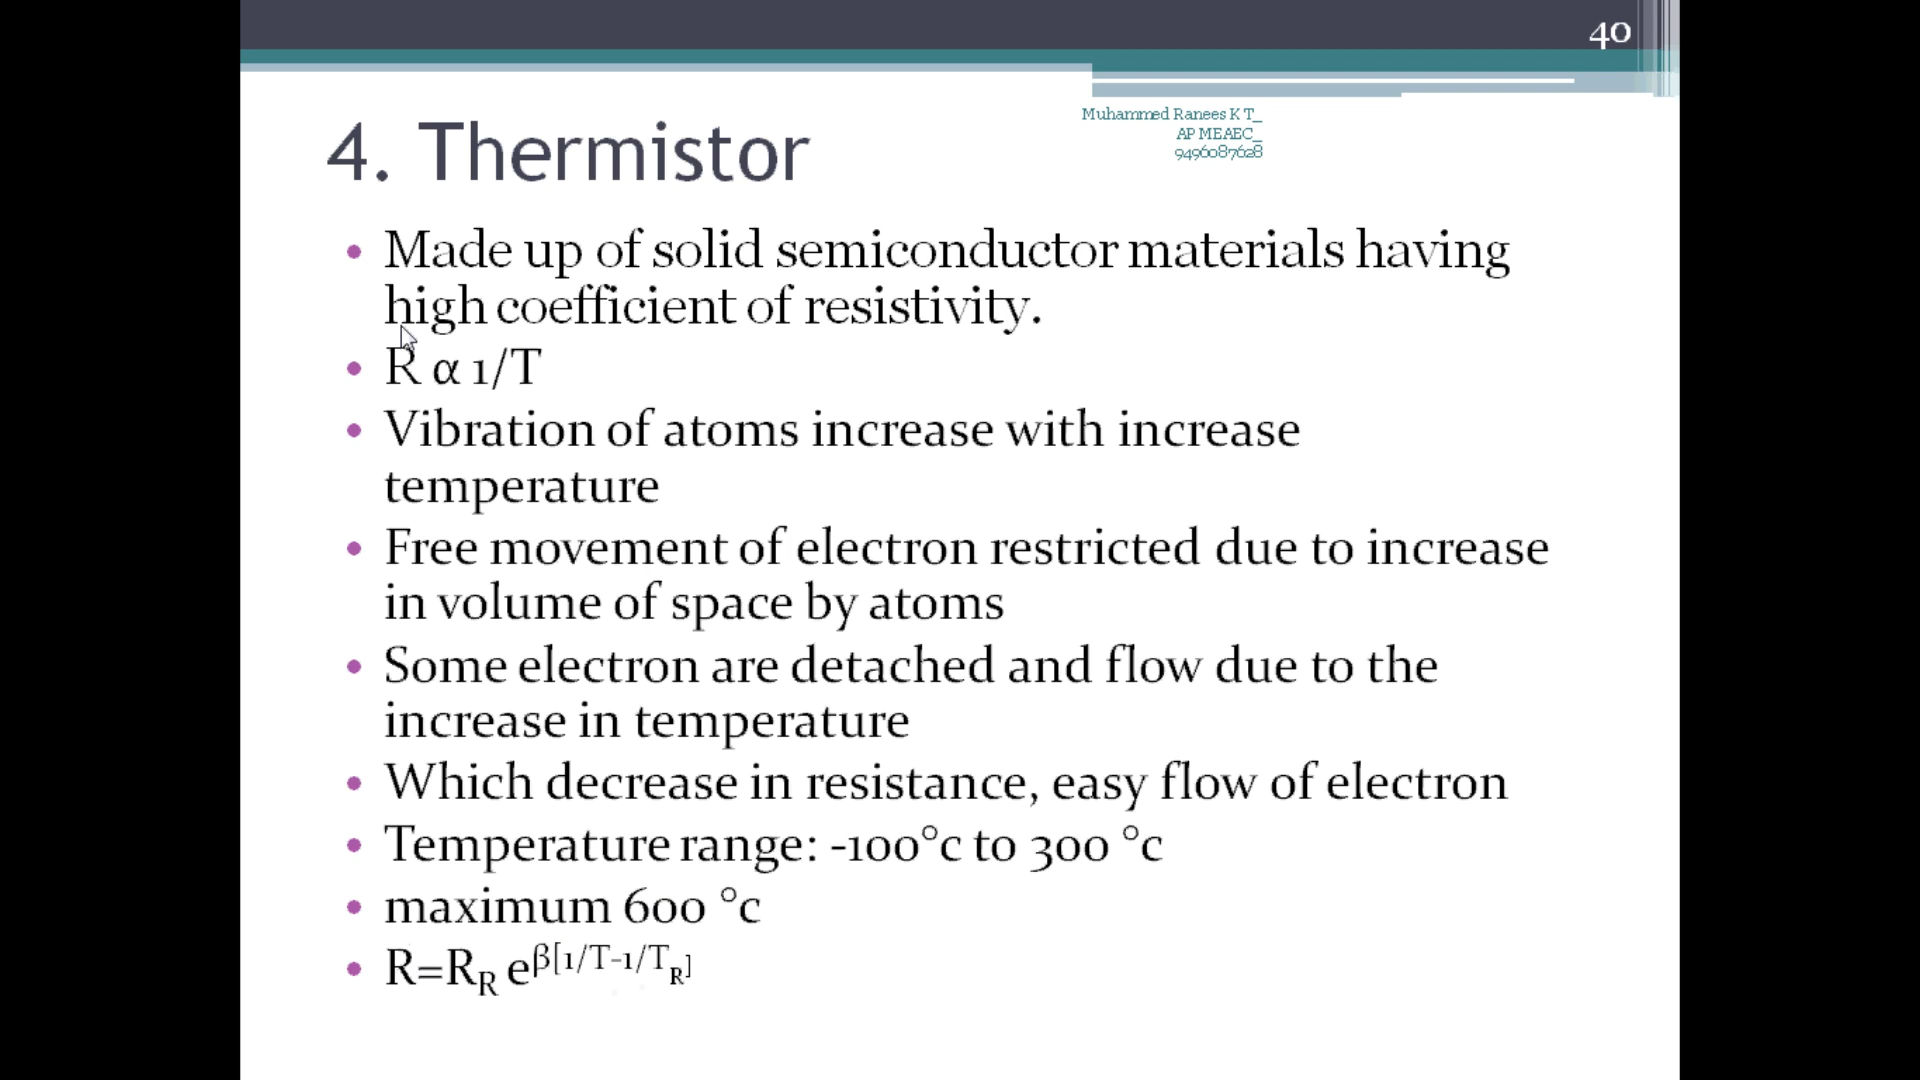 40
Muhammed Ranees K T_
AP MEAEC_
9496087628
4. Thermistor
• Made up of solid semiconductor materials having
high coefficient of resistivity.
• R α 1/T
• Vibration of atoms increase with increase
temperature
• Free movement of electron restricted due to increase
in volume of space by atoms
• Some electron are detached and flow due to the
increase in temperature
• Which decrease in resistance, easy flow of electron
• Temperature range: -100°c to 300 °c
• maximum 600 °c
• R=R_R e^β[1/T-1/T_R]